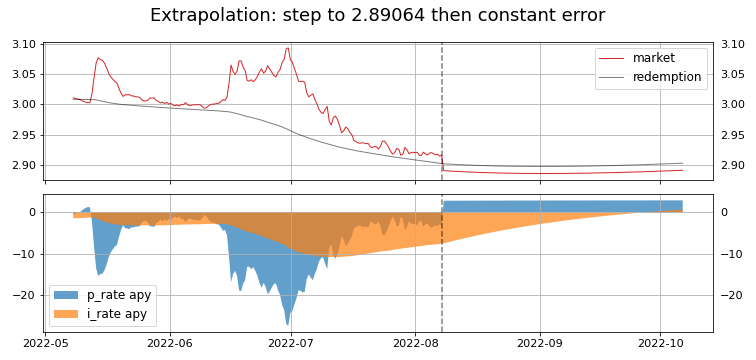 Extrapolation: step to 2.89064 then constant error
3.10 3.10
3.05 3.05
3.00 3.00
2.95 2.95
2.90 2.90
market
redemption
0 0
−10 −10
−20 −20
p_rate apy
i_rate apy
2022-05 2022-06 2022-07 2022-08 2022-09 2022-10